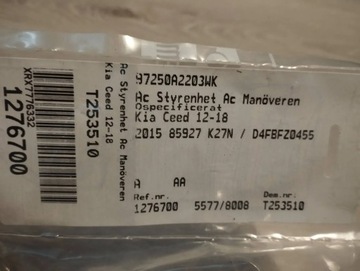 97250A2203WK
Ac Styrenhet Ac Manöveren
Ospecificerat
Kia Ceed 12-18
2015 85927 K27N / D4FBFZ0455
A AA
Ref.nr. Dem.nr.
1276700 5577/8008 T253510
Ac Styrenhet Ac Manöveren
Kia Ceed 12-18
T253510
XRX7776332
1276700